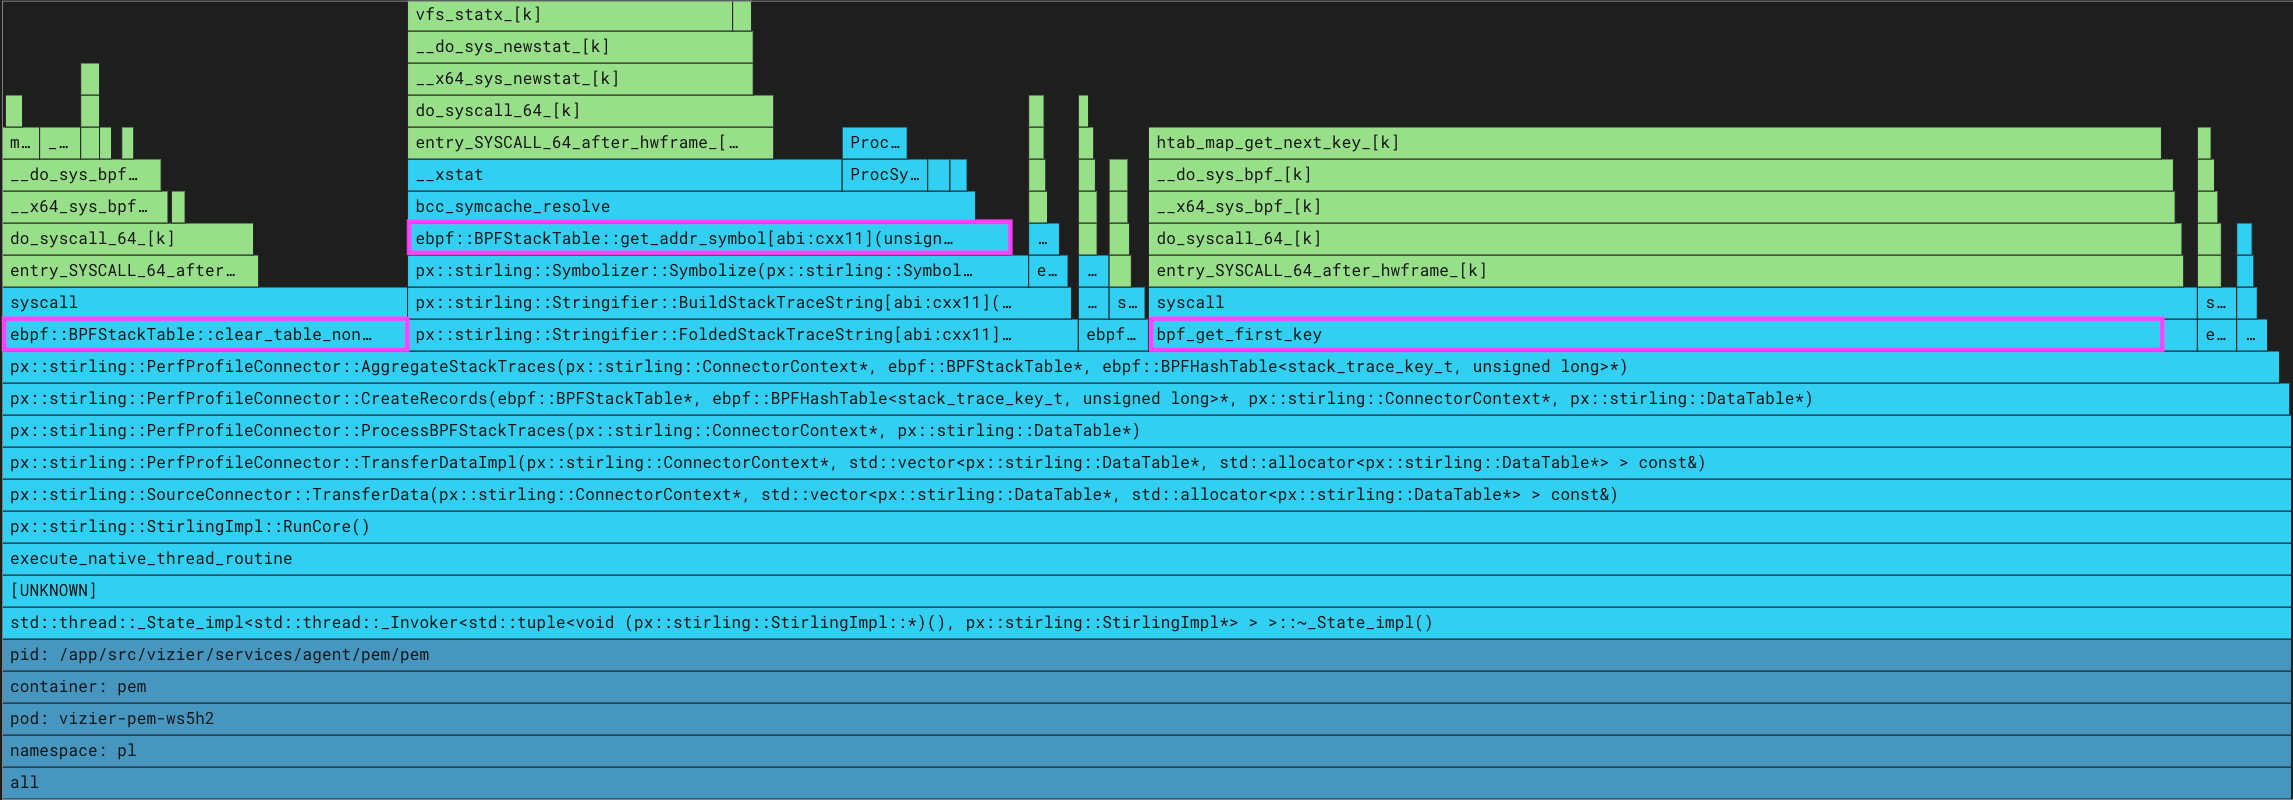 vfs_statx_[k]
__do_sys_newstat_[k]
__x64_sys_newstat_[k]
do_syscall_64_[k]
m… _… entry_SYSCALL_64_after_hwframe_[… Proc… htab_map_get_next_key_[k]
__do_sys_bpf… __xstat ProcSy… __do_sys_bpf_[k]
__x64_sys_bpf… bcc_symcache_resolve __x64_sys_bpf_[k]
do_syscall_64_[k] ebpf::BPFStackTable::get_addr_symbol[abi:cxx11](unsign… … do_syscall_64_[k]
entry_SYSCALL_64_after… px::stirling::Symbolizer::Symbolize(px::stirling::Symbol… e… … entry_SYSCALL_64_after_hwframe_[k]
syscall px::stirling::Stringifier::BuildStackTraceString[abi:cxx11](… … s… syscall s…
ebpf::BPFStackTable::clear_table_non… px::stirling::Stringifier::FoldedStackTraceString[abi:cxx11]… ebpf… bpf_get_first_key e… …
px::stirling::PerfProfileConnector::AggregateStackTraces(px::stirling::ConnectorContext*, ebpf::BPFStackTable*, ebpf::BPFHashTable<stack_trace_key_t, unsigned long>*)
px::stirling::PerfProfileConnector::CreateRecords(ebpf::BPFStackTable*, ebpf::BPFHashTable<stack_trace_key_t, unsigned long>*, px::stirling::ConnectorContext*, px::stirling::DataTable*)
px::stirling::PerfProfileConnector::ProcessBPFStackTraces(px::stirling::ConnectorContext*, px::stirling::DataTable*)
px::stirling::PerfProfileConnector::TransferDataImpl(px::stirling::ConnectorContext*, std::vector<px::stirling::DataTable*, std::allocator<px::stirling::DataTable*> > const&)
px::stirling::SourceConnector::TransferData(px::stirling::ConnectorContext*, std::vector<px::stirling::DataTable*, std::allocator<px::stirling::DataTable*> > const&)
px::stirling::StirlingImpl::RunCore()
execute_native_thread_routine
[UNKNOWN]
std::thread::_State_impl<std::thread::_Invoker<std::tuple<void (px::stirling::StirlingImpl::*)(), px::stirling::StirlingImpl*> > >::~_State_impl()
pid: /app/src/vizier/services/agent/pem/pem
container: pem
pod: vizier-pem-ws5h2
namespace: pl
all